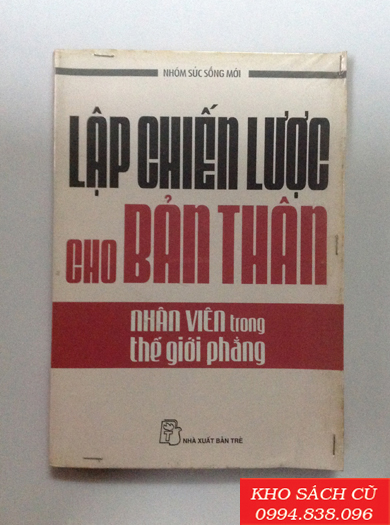 NHÓM SỨC SỐNG MỚI
LẬP CHIẾN LƯỢC
CHO BẢN THÂN
NHÂN VIÊN trong
thế giới phẳng
NHÀ XUẤT BẢN TRẺ
KHO SÁCH CŨ
0994.838.096